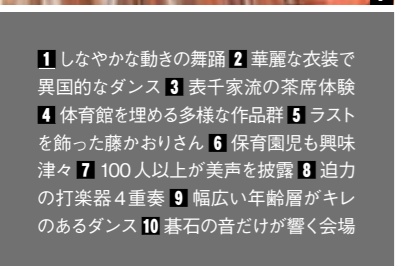 1 しなやかな動きの舞踊 2 華麗な衣装で
異国的なダンス 3 表千家流の茶席体験
4 体育館を埋める多様な作品群 5 ラスト
を飾った藤かおりさん 6 保育園児も興味
津々 7 100人以上が美声を披露 8 迫力
の打楽器4重奏 9 幅広い年齢層がキレ
のあるダンス 10 碁石の音だけが響く会場